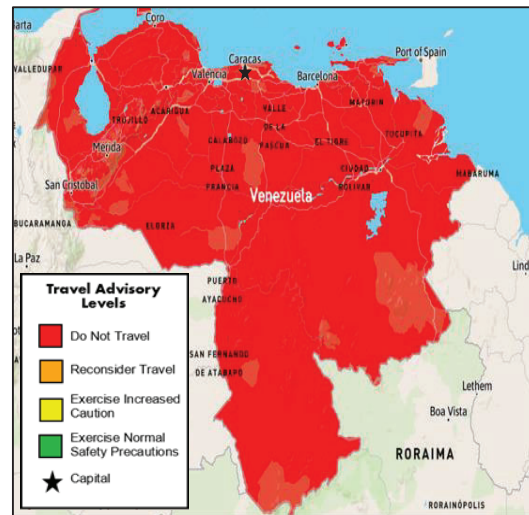 Coro
Port of Spain
Caracas
VALLEDUPAR
Valencia
Barcelona
MATURIN
ACARIGUA
VALLE
TRUJILLO
DE LA
TUCUPITA
CALABOZO
PASCUA
EL TIGRE
Merida
PLAZA
CIUDAD
MABARUMA
San Cristobal
FRANCIA
Venezuela
BOLIVAR
BUCARAMANGA
ELORZA
La Paz
PUERTO
AYACUCHO
SAN FERNANDO
DE ATABAPO
Lethem
Boa Vista
RORAIMA
RORAINÓPOLIS
Travel Advisory
Levels
Do Not Travel
Reconsider Travel
Exercise Increased
Caution
Exercise Normal
Safety Precautions
Capital